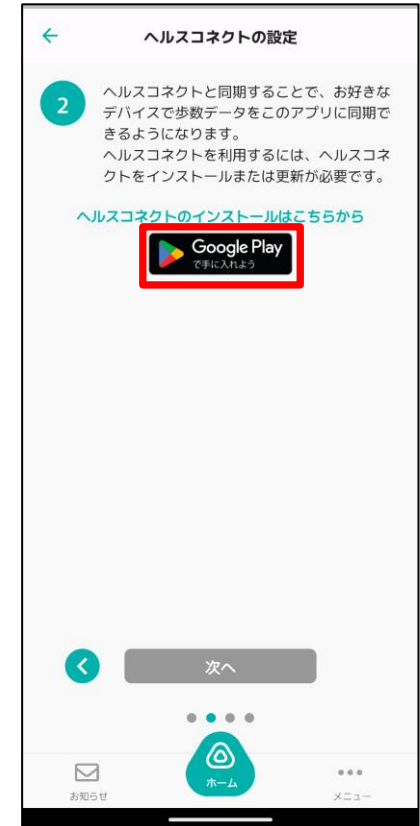 ヘルスコネクトの設定
2
ヘルスコネクトと同期することで、お好きな
デバイスで歩数データをこのアプリに同期で
きるようになります。
ヘルスコネクトを利用するには、ヘルスコネ
クトをインストールまたは更新が必要です。
ヘルスコネクトのインストールはこちらから
Google Play
で手に入れよう
次へ
お知らせ
ホーム
メニュー